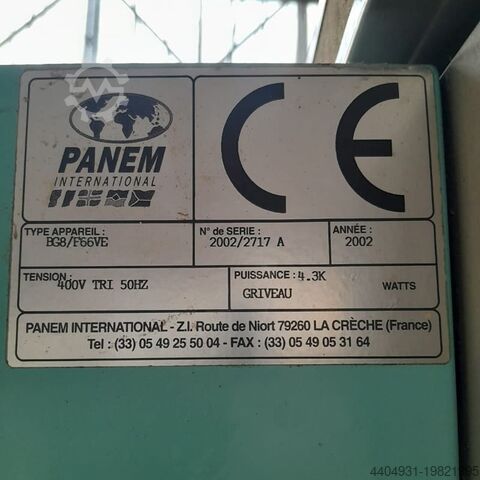 PANEM
INTERNATIONAL
CE
TYPE APPAREIL : BG8/F66VE
N° de SERIE : 2002/2717 A
ANNÉE : 2002
TENSION : 400V TRI 50HZ
PUISSANCE : 4.3K WATTS
GRIVEAU
PANEM INTERNATIONAL - Z.I. Route de Niort 79260 LA CRÈCHE (France)
Tel : (33) 05 49 25 50 04 - FAX : (33) 05 49 05 31 64
4404931-19821295